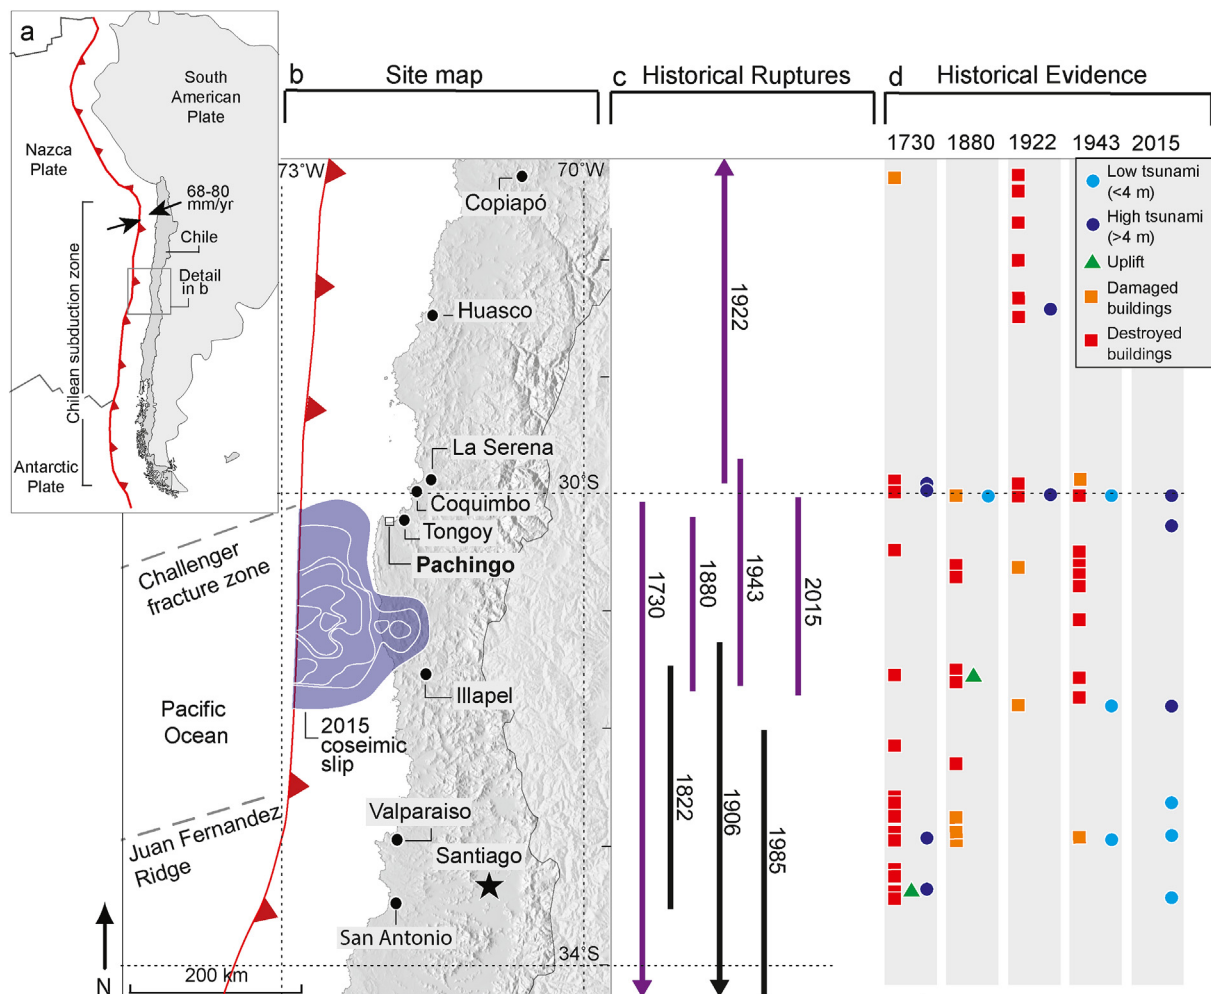 a
South
American
Plate
Nazca
Plate
68-80
mm/yr
Chile
Detail
in b
Chilean subduction zone
Antarctic
Plate
b
Site map
73°W
70°W
Copiapó
Huasco
La Serena
30°S
Coquimbo
Tongoy
Pachingo
Challenger
fracture zone
Illapel
Pacific
Ocean
2015
coseimic
slip
Valparaiso
Juan Fernandez
Ridge
Santiago
San Antonio
34°S
200 km
N
c
Historical Ruptures
1922
1730
1880
1943
2015
1822
1906
1985
d
Historical Evidence
1730
1880
1922
1943
2015
Low tsunami
(<4 m)
High tsunami
(>4 m)
Uplift
Damaged
buildings
Destroyed
buildings